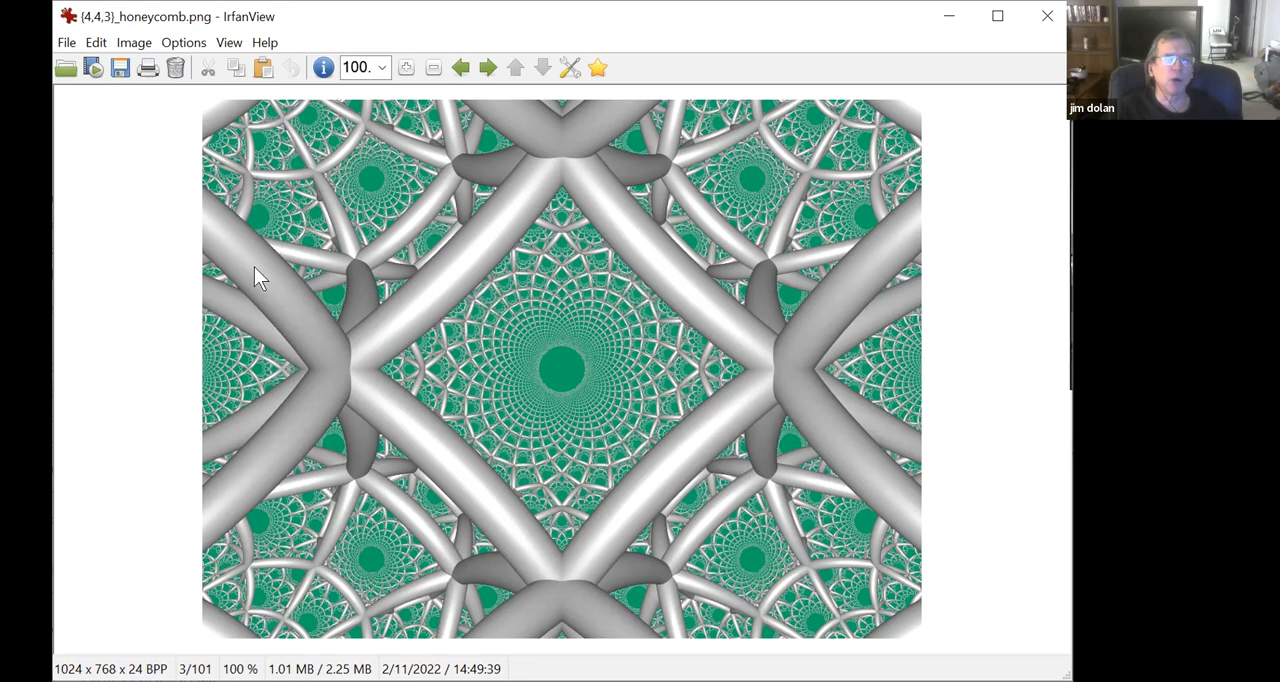 {4,4,3}_honeycomb.png - IrfanView
File Edit Image Options View Help
100.
jim dolan
1024 x 768 x 24 BPP 3/101 100 % 1.01 MB / 2.25 MB 2/11/2022 / 14:49:39